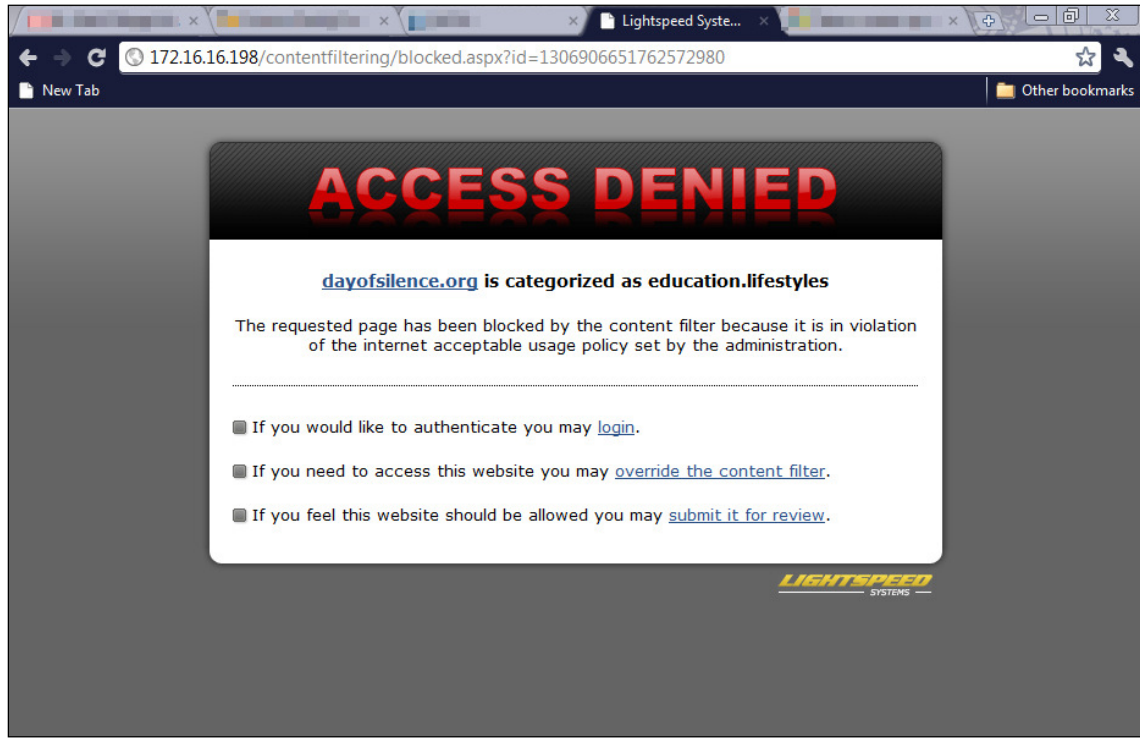 Lightspeed Syste...
172.16.16.198/contentfiltering/blocked.aspx?id=1306906651762572980
New Tab
Other bookmarks
ACCESS DENIED
dayofsilence.org is categorized as education.lifestyles
The requested page has been blocked by the content filter because it is in violation
of the internet acceptable usage policy set by the administration.
If you would like to authenticate you may login.
If you need to access this website you may override the content filter.
If you feel this website should be allowed you may submit it for review.
LIGHTSPEED
SYSTEMS